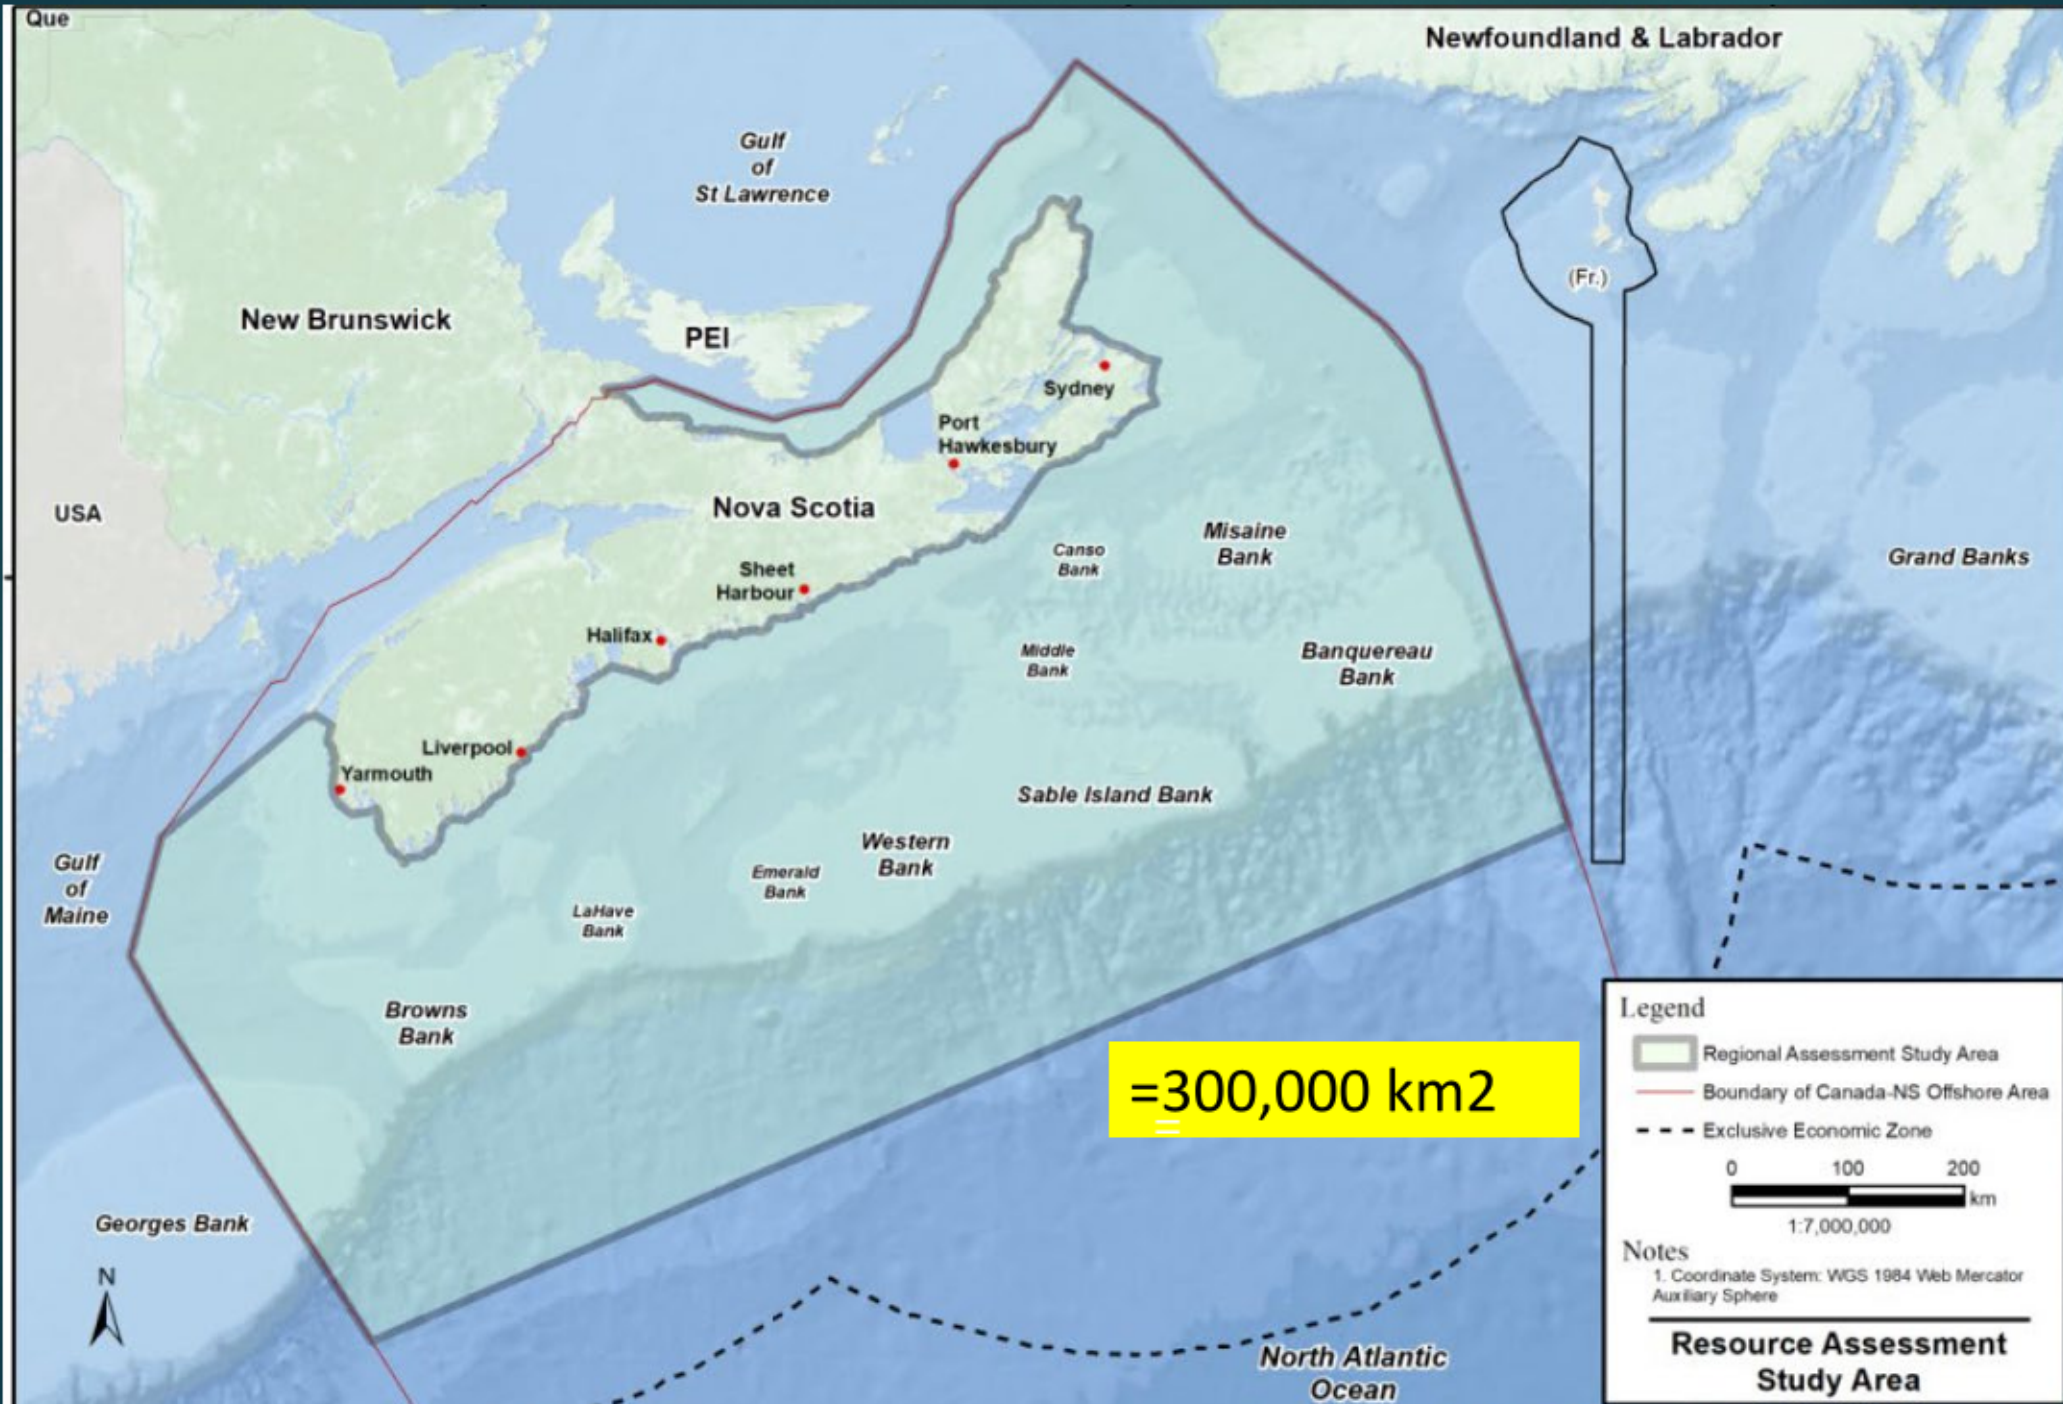 Que
Newfoundland & Labrador
Gulf
of
St Lawrence
(Fr.)
New Brunswick
PEI
Sydney
Port
Hawkesbury
USA
Nova Scotia
Misaine
Bank
Canso
Bank
Grand Banks
Sheet
Harbour
Halifax
Middle
Bank
Banquereau
Bank
Liverpool
Yarmouth
Sable Island Bank
Western
Bank
Emerald
Bank
Gulf
of
Maine
LaHave
Bank
Browns
Bank
=300,000 km2
=
Georges Bank
N
North Atlantic
Ocean
Legend
Regional Assessment Study Area
Boundary of Canada-NS Offshore Area
Exclusive Economic Zone
0 100 200
km
1:7,000,000
Notes
1. Coordinate System: WGS 1984 Web Mercator
Auxiliary Sphere
Resource Assessment
Study Area